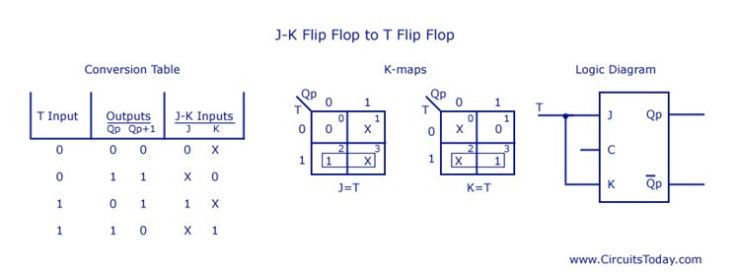 J-K Flip Flop to T Flip Flop
Conversion Table
T Input Outputs J-K Inputs
Qp Qp+1 J K
0 0 0 0 X
0 1 1 X 0
1 0 1 1 X
1 1 0 X 1
K-maps
Qp
T 0 1
0 0 0 X 1
1 1 2 X 3
J=T
Qp
T 0 1
0 X 0 0 1
1 X 2 1 3
K=T
Logic Diagram
T J Qp
C
K Q̅p
www.CircuitsToday.com